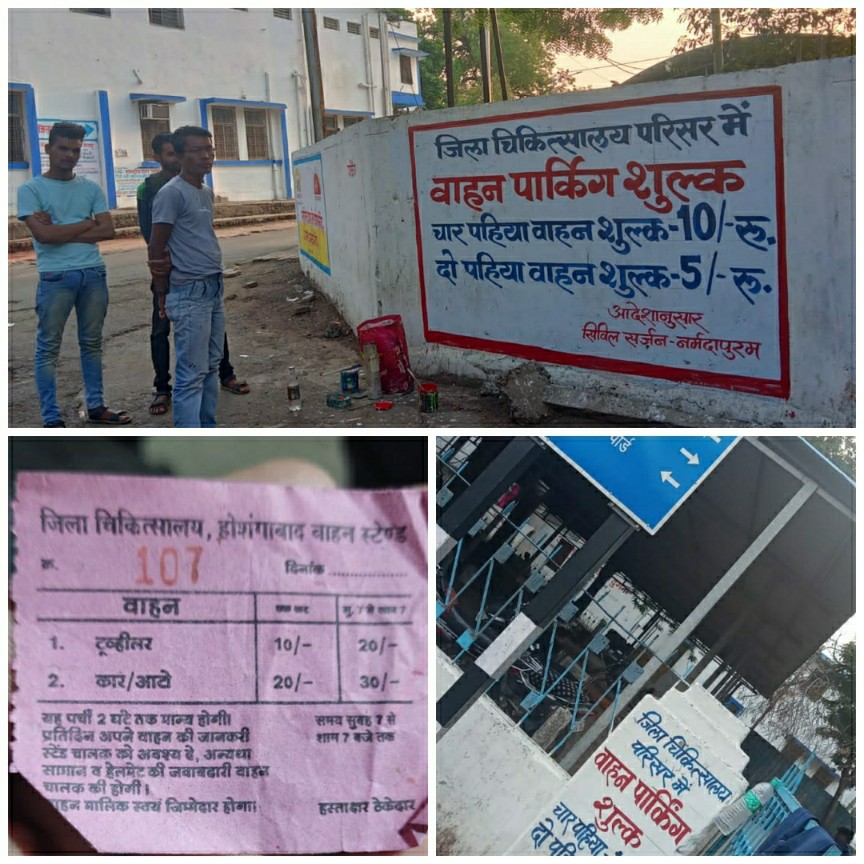 जिला चिकित्सालय परिसर में
वाहन पार्किंग शुल्क
चार पहिया वाहन शुल्क-10/-रू.
दो पहिया वाहन शुल्क-5/-रू.
आदेशानुसार
सिविल सर्जन-नर्मदापुरम
जिला चिकित्सालय, होशंगाबाद वाहन स्टेण्ड
क्र. 107 दिनांक ..................
वाहन
1. टूव्हीलर 10/- 20/-
2. कार/आटो 20/- 30/-
यह पर्ची 2 घंटे तक मान्य होगी। समय सुबह 7 से
प्रतिदिन अपने वाहन की जानकरी शाम 7 बजे तक
स्टेंड चालक को अवश्य दे, अन्यथा
सामान व हेलमेट की जवाबदारी वाहन
चालक की होगी।
वाहन मालिक स्वयं जिम्मेदार होगा। हस्ताक्षर ठेकेदार
जिला चिकित्सालय
परिसर में
वाहन पार्किंग
शुल्क
चार पहिया
दो पहि